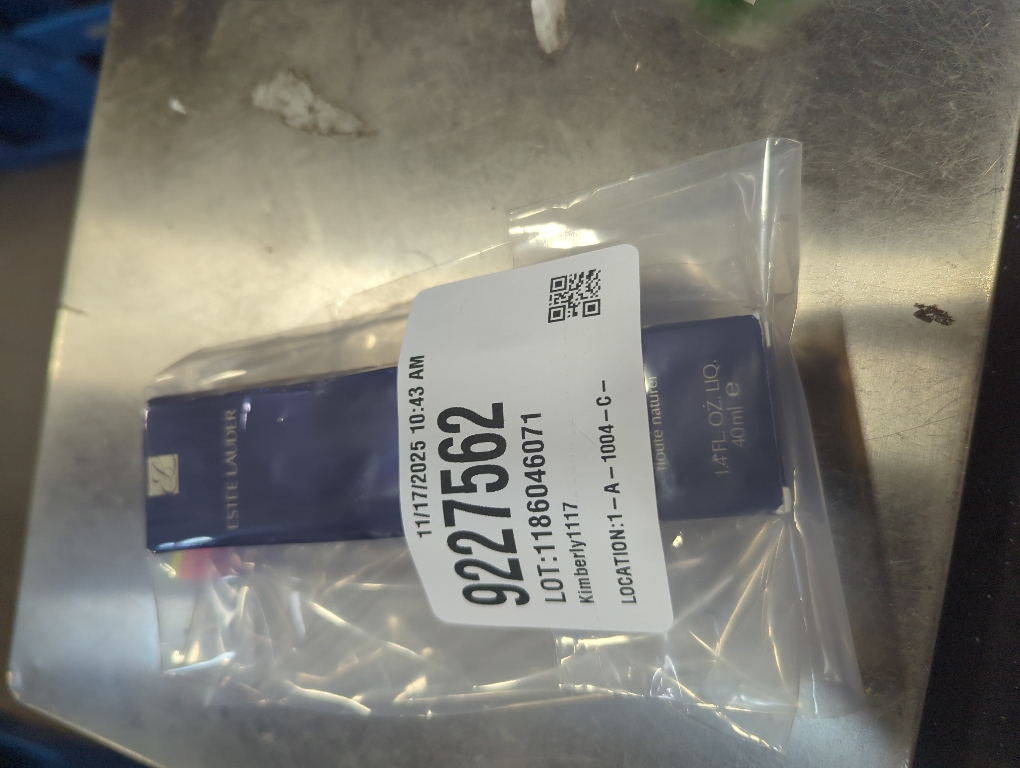 ESTĒE LAUDER
11/17/2025 10:43 AM
9227562
LOT:1186046071
Kimberly1117
LOCATION:1-A-1004-C-
1.4 FL. OZ. LIQ.
40ml e